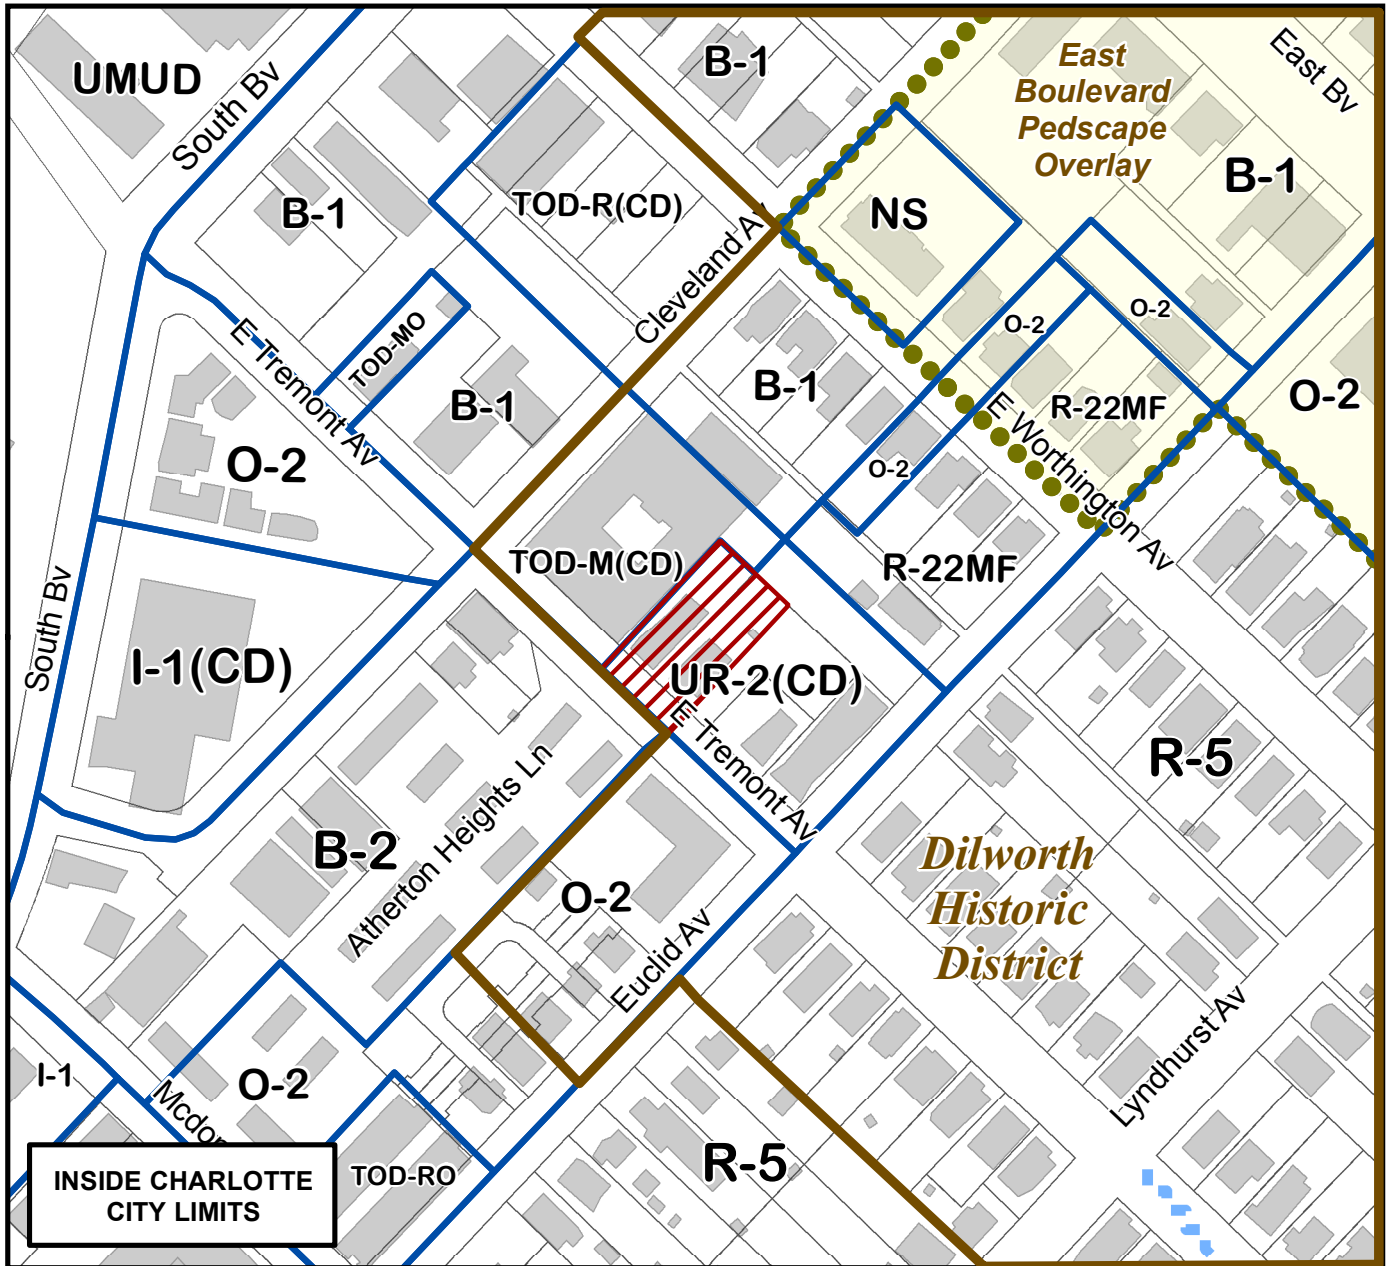 UMUD
South Bv
B-1
East
Boulevard
Pedscape
Overlay
East Bv
B-1
B-1
TOD-R(CD)
NS
Cleveland Av
E Tremont Av
TOD-MO
B-1
B-1
O-2
O-2
R-22MF
O-2
E Worthington Av
O-2
O-2
TOD-M(CD)
R-22MF
South Bv
I-1(CD)
UR-2(CD)
E Tremont Av
R-5
B-2
Atherton Heights Ln
O-2
Euclid Av
Dilworth
Historic
District
Lyndhurst Av
I-1
O-2
TOD-RO
R-5
INSIDE CHARLOTTE
CITY LIMITS